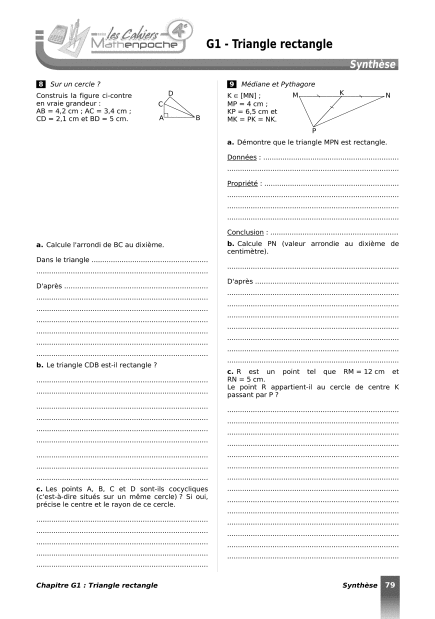 les Cahiers
Mathenpoche
4e
G1 - Triangle rectangle
Synthèse
8 Sur un cercle ?
Construis la figure ci-contre
en vraie grandeur :
AB = 4,2 cm ; AC = 3,4 cm ;
CD = 2,1 cm et BD = 5 cm.
D
C
A
B
a. Calcule l'arrondi de BC au dixième.
Dans le triangle ..........
D'après ..........
b. Le triangle CDB est-il rectangle ?
c. Les points A, B, C et D sont-ils cocycliques
(c'est-à-dire situés sur un même cercle) ? Si oui,
précise le centre et le rayon de ce cercle.
9 Médiane et Pythagore
K ∈ [MN] ;
MP = 4 cm ;
KP = 6,5 cm et
MK = PK = NK.
M
K
N
P
a. Démontre que le triangle MPN est rectangle.
Données : ..........
Propriété : ..........
Conclusion : ..........
b. Calcule PN (valeur arrondie au dixième de
centimètre).
D'après ..........
c. R est un point tel que RM = 12 cm et
RN = 5 cm.
Le point R appartient-il au cercle de centre K
passant par P ?
Chapitre G1 : Triangle rectangle
Synthèse 79